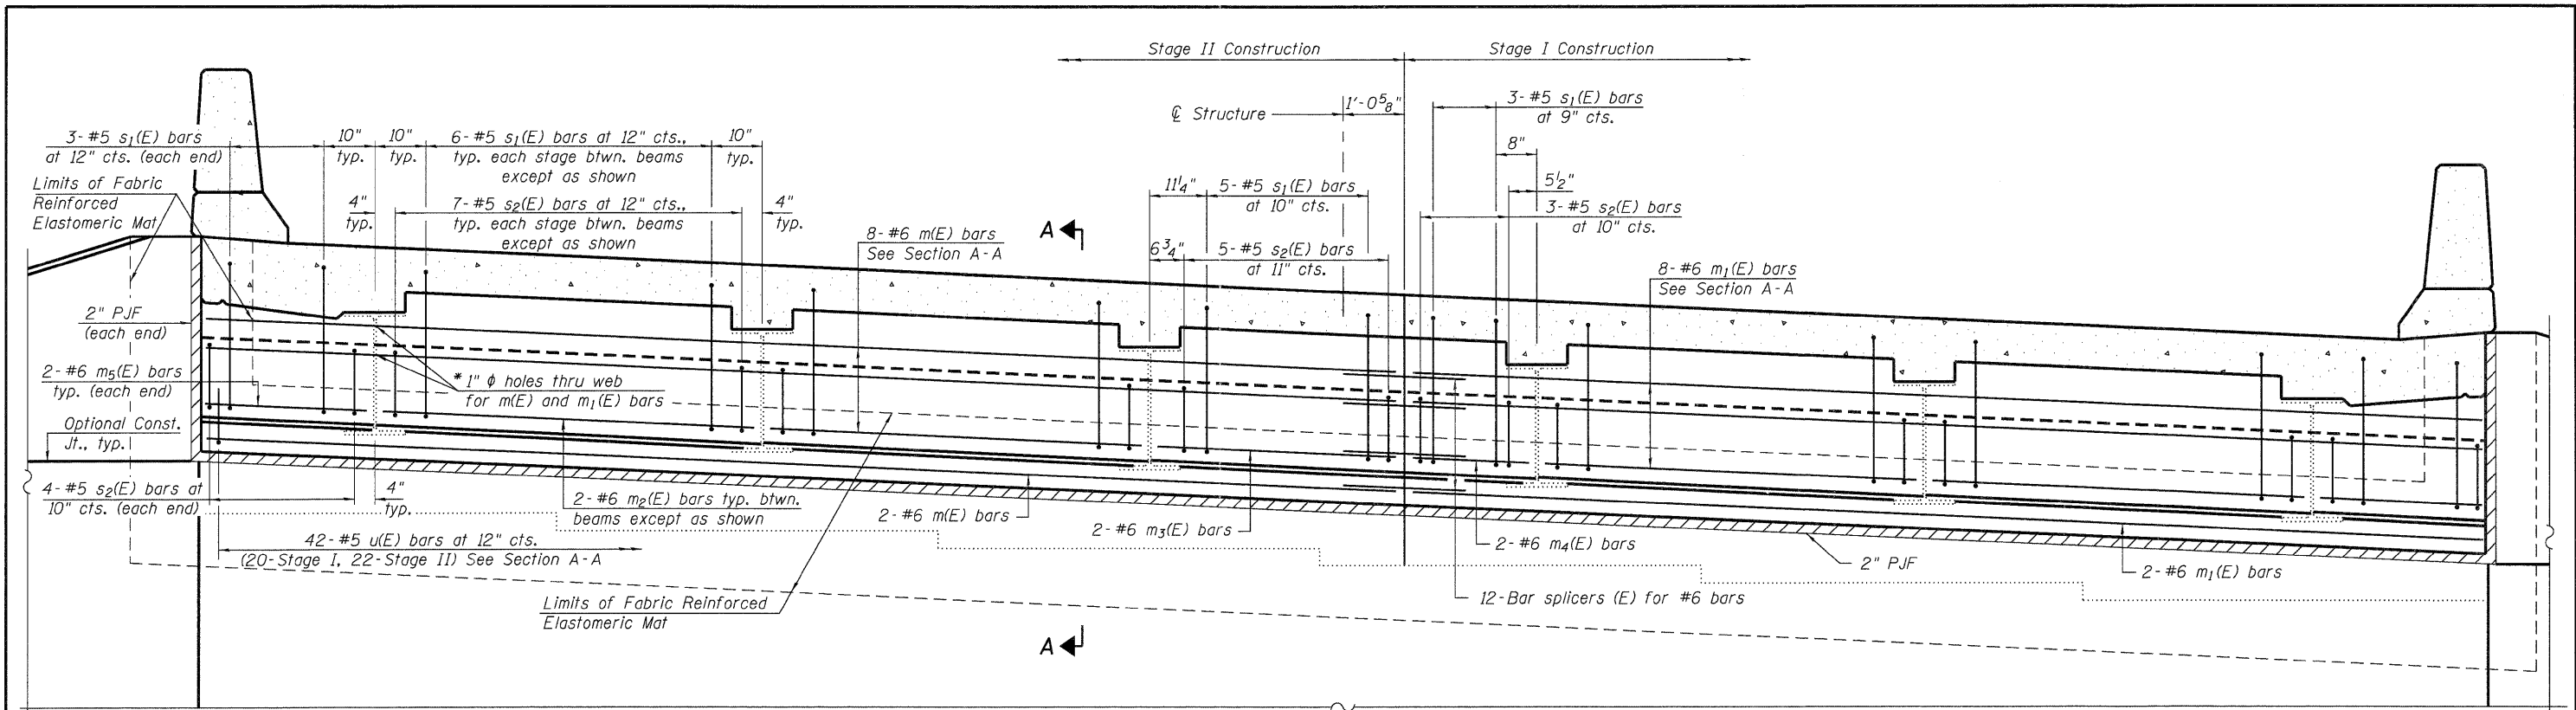 Stage II Construction
Stage I Construction
℄ Structure
1'-0 5/8"
3-#5 s1(E) bars
at 9" cts.
8"
5 1/2"
3-#5 s2(E) bars
at 10" cts.
3-#5 s1(E) bars
at 12" cts. (each end)
10"
typ.
10"
typ.
6-#5 s1(E) bars at 12" cts.,
typ. each stage btwn. beams
except as shown
10"
typ.
Limits of Fabric
Reinforced
Elastomeric Mat
4"
typ.
7-#5 s2(E) bars at 12" cts.,
typ. each stage btwn. beams
except as shown
4"
typ.
11 1/4"
5-#5 s1(E) bars
at 10" cts.
6 3/4"
5-#5 s2(E) bars
at 11" cts.
A
8-#6 m(E) bars
See Section A-A
8-#6 m1(E) bars
See Section A-A
2" PJF
(each end)
2-#6 m5(E) bars
typ. (each end)
* 1" ϕ holes thru web
for m(E) and m1(E) bars
Optional Const.
Jt., typ.
4-#5 s2(E) bars at
10" cts. (each end)
4"
typ.
2-#6 m2(E) bars typ. btwn.
beams except as shown
2-#6 m(E) bars
2-#6 m3(E) bars
2-#6 m4(E) bars
2" PJF
2-#6 m1(E) bars
42-#5 u(E) bars at 12" cts.
(20-Stage I, 22-Stage II) See Section A-A
Limits of Fabric Reinforced
Elastomeric Mat
12-Bar splicers (E) for #6 bars
A